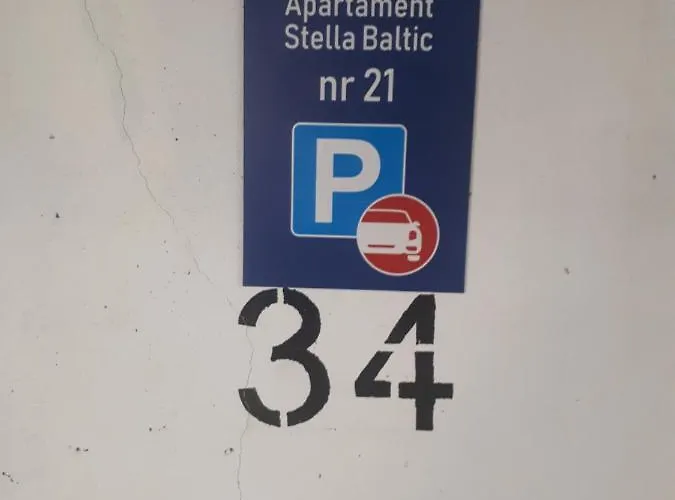 Apartament
Stella Baltic
nr 21
P
34